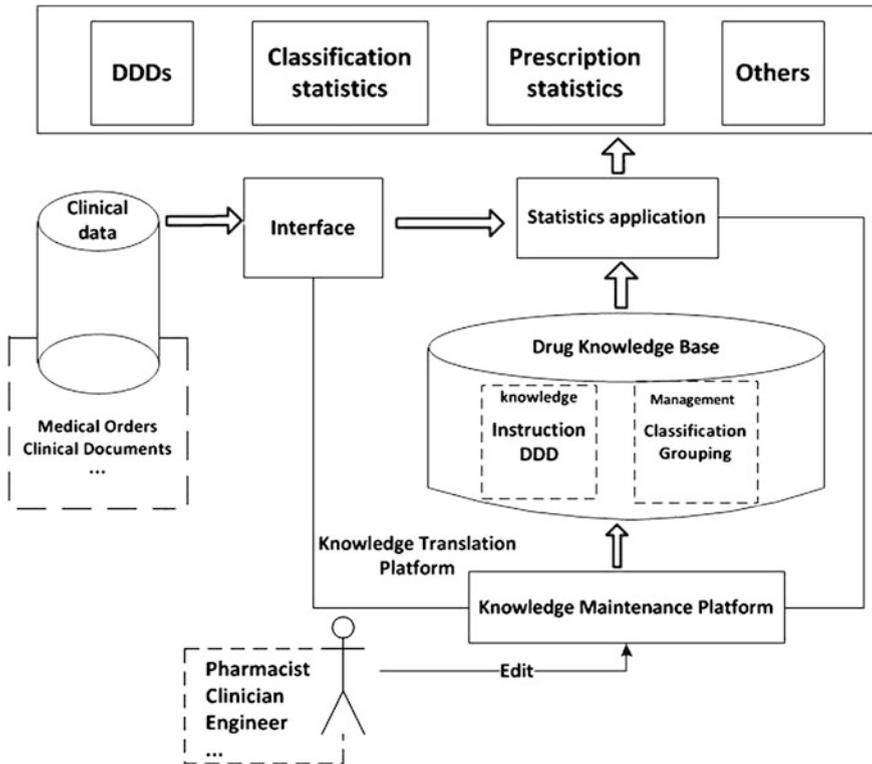 DDDs
Classification
statistics
Prescription
statistics
Others
Clinical
data
Interface
Statistics application
Drug Knowledge Base
knowledge
Instruction
DDD
Management
Classification
Grouping
Medical Orders
Clinical Documents
...
Knowledge Translation
Platform
Knowledge Maintenance Platform
Pharmacist
Clinician
Engineer
...
Edit